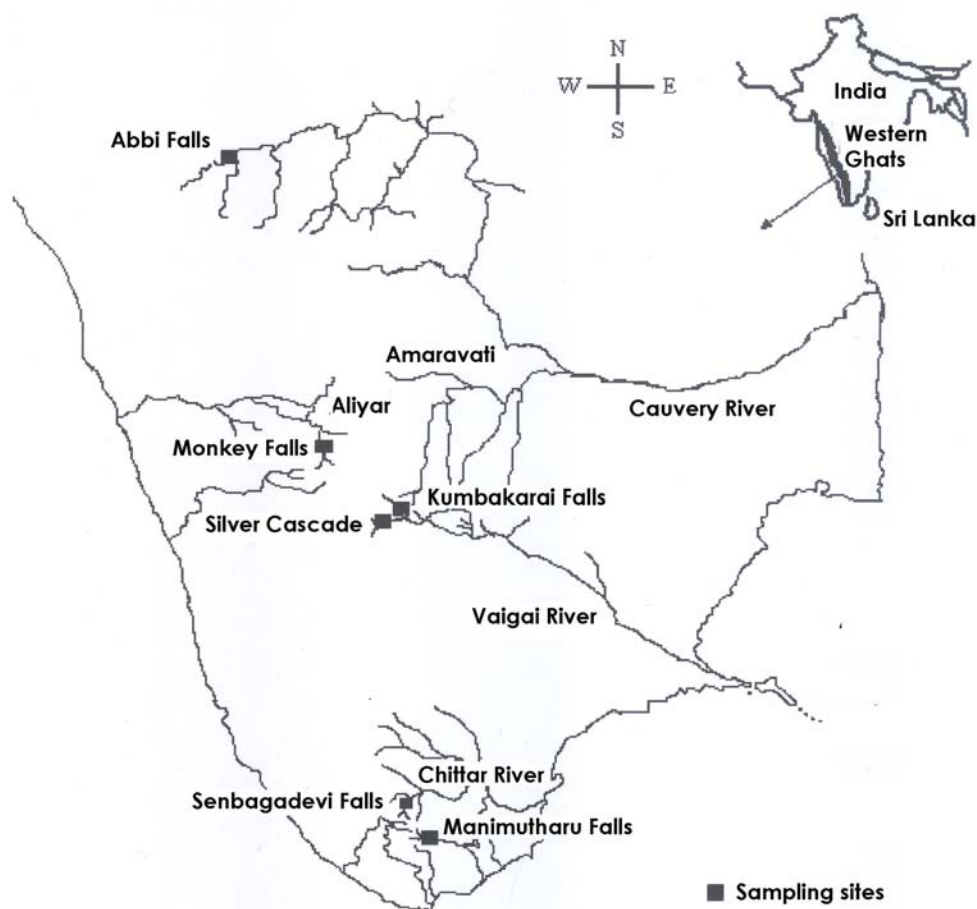 N
W E
S
India
Western
Ghats
Sri Lanka
Abbi Falls
Amaravati
Aliyar
Cauvery River
Monkey Falls
Kumbakarai Falls
Silver Cascade
Vaigai River
Chittar River
Senbagadevi Falls
Manimutharu Falls
Sampling sites